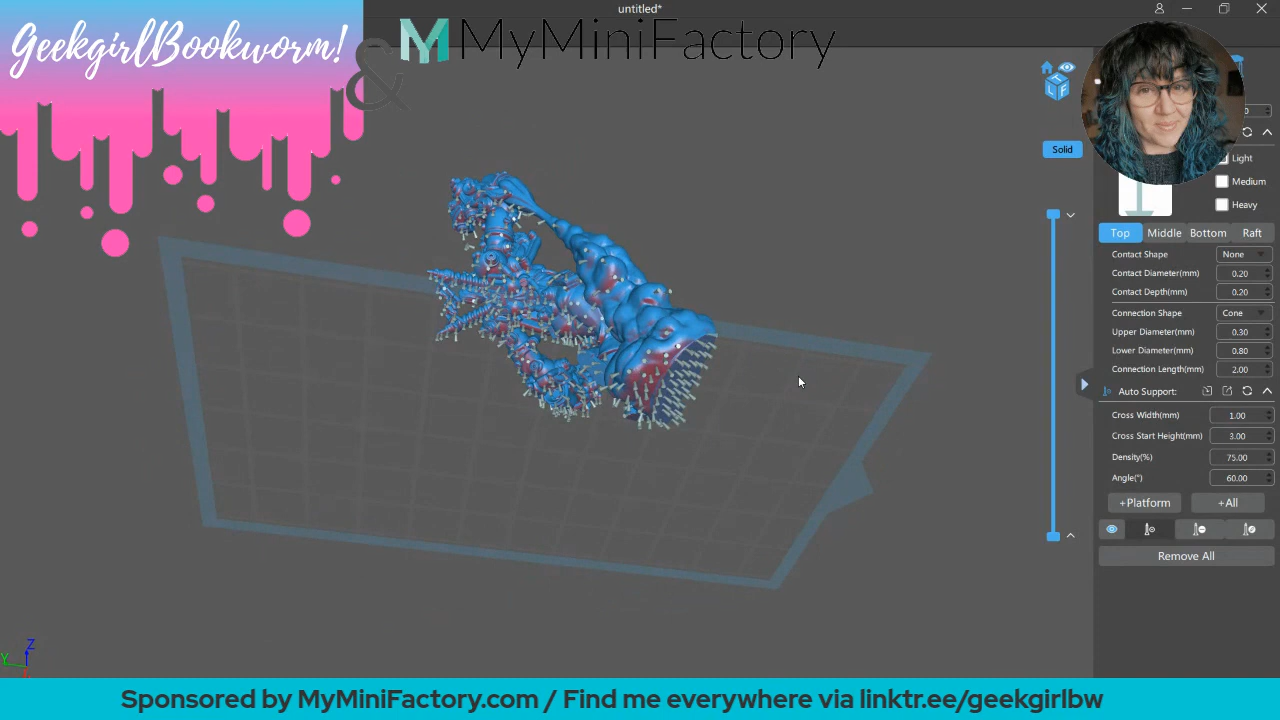 untitled*
GeekgirlBookworm!
&
MyMiniFactory
T
L F
Solid
Light
Medium
Heavy
Top Middle Bottom Raft
Contact Shape None
Contact Diameter(mm) 0.20
Contact Depth(mm) 0.20
Connection Shape Cone
Upper Diameter(mm) 0.30
Lower Diameter(mm) 0.80
Connection Length(mm) 2.00
Auto Support:
Cross Width(mm) 1.00
Cross Start Height(mm) 3.00
Density(%) 75.00
Angle(°) 60.00
+Platform +All
Remove All
Z
Y
Sponsored by MyMiniFactory.com / Find me everywhere via linktr.ee/geekgirlbw